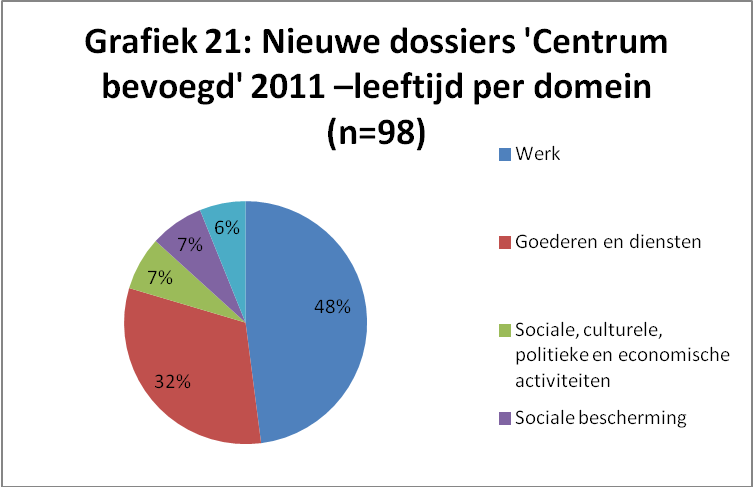 Grafiek 21: Nieuwe dossiers 'Centrum
bevoegd' 2011 –leeftijd per domein
(n=98)
Werk
Goederen en diensten
Sociale, culturele,
politieke en economische
activiteiten
Sociale bescherming
48%
32%
7%
7%
6%